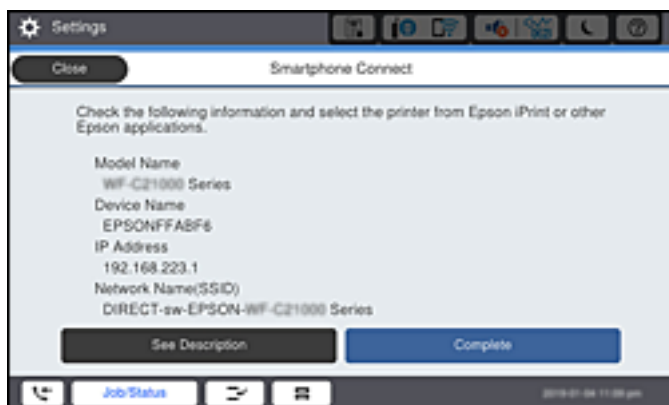 Settings
Close
Smartphone Connect
Check the following information and select the printer from Epson iPrint or other
Epson applications.
Model Name
WF-C21000 Series
Device Name
EPSONFFABF6
IP Address
192.168.223.1
Network Name(SSID)
DIRECT-sw-EPSON-WF-C21000 Series
See Description
Complete
Job/Status